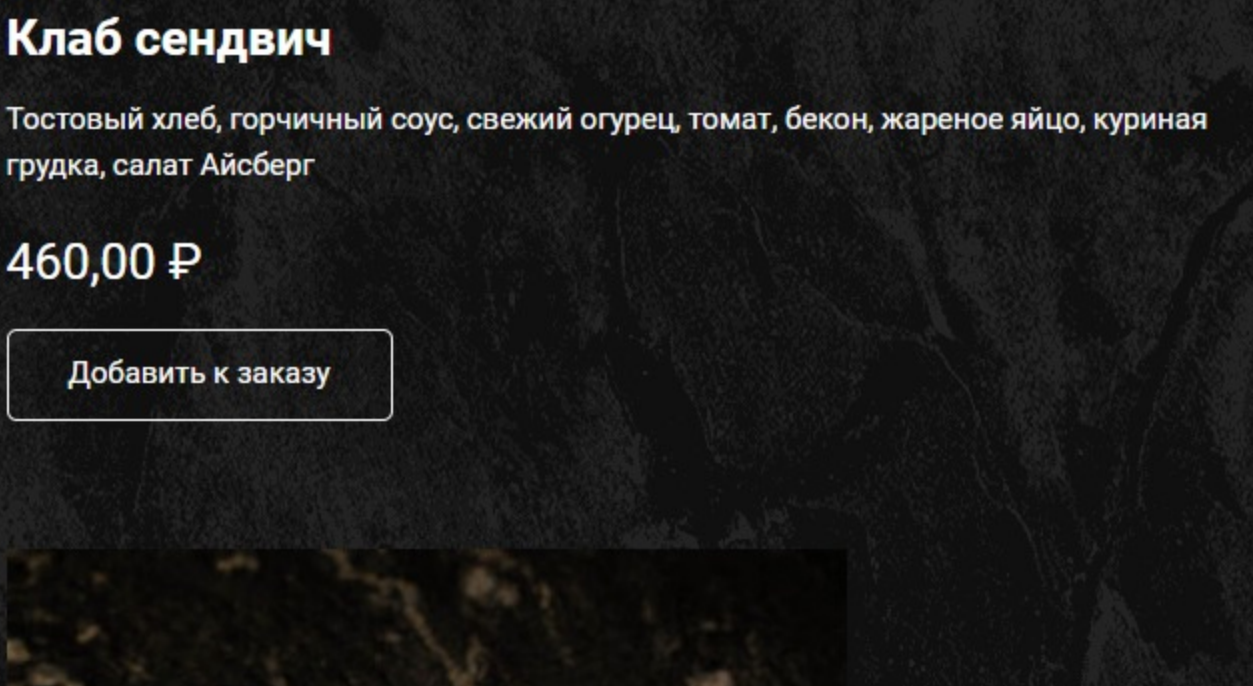 Клаб сендвич
Тостовый хлеб, горчичный соус, свежий огурец, томат, бекон, жареное яйцо, куриная
грудка, салат Айсберг
460,00 ₽
Добавить к заказу